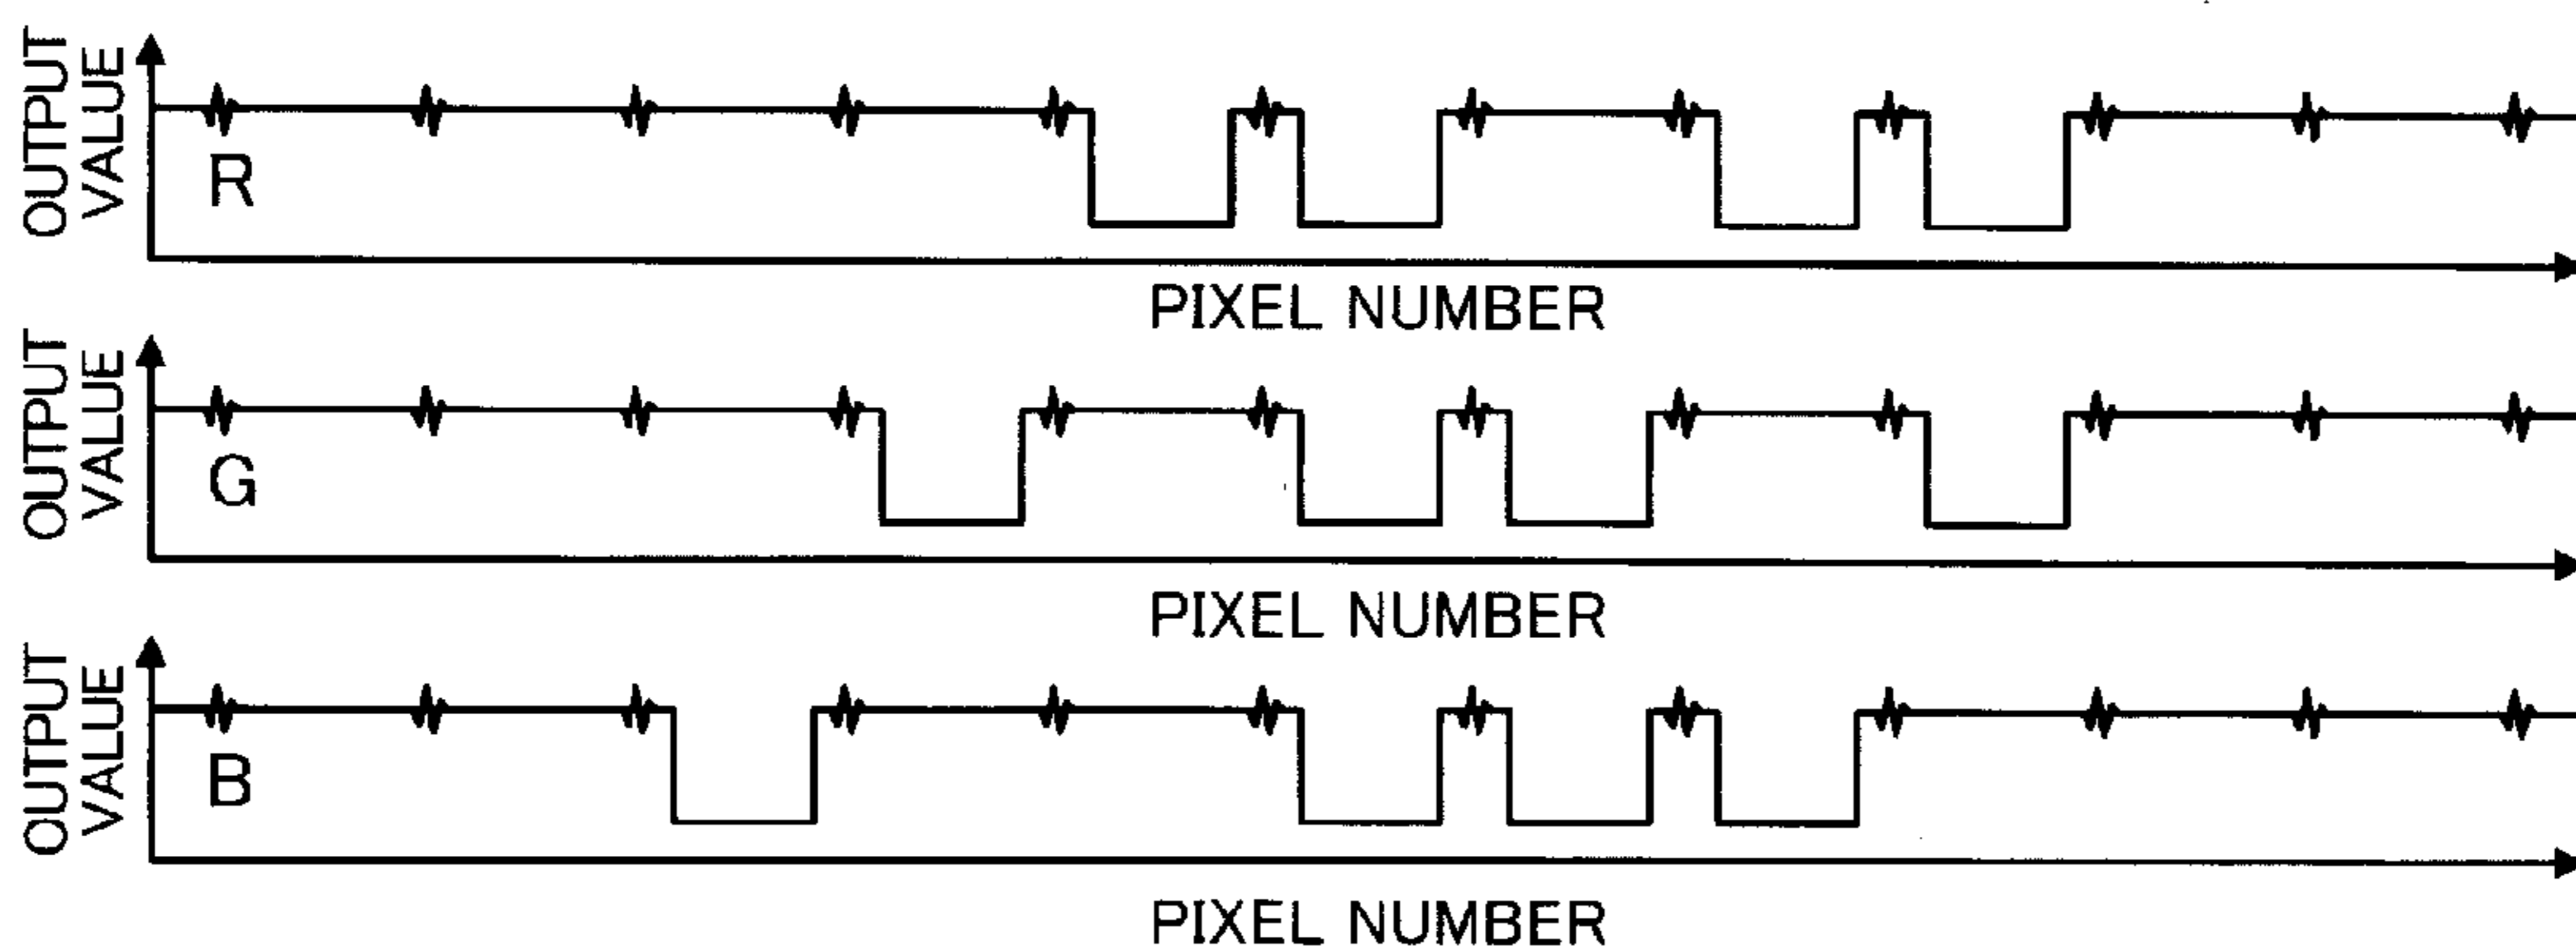 OUTPUT
VALUE
R
PIXEL NUMBER
OUTPUT
VALUE
G
PIXEL NUMBER
OUTPUT
VALUE
B
PIXEL NUMBER